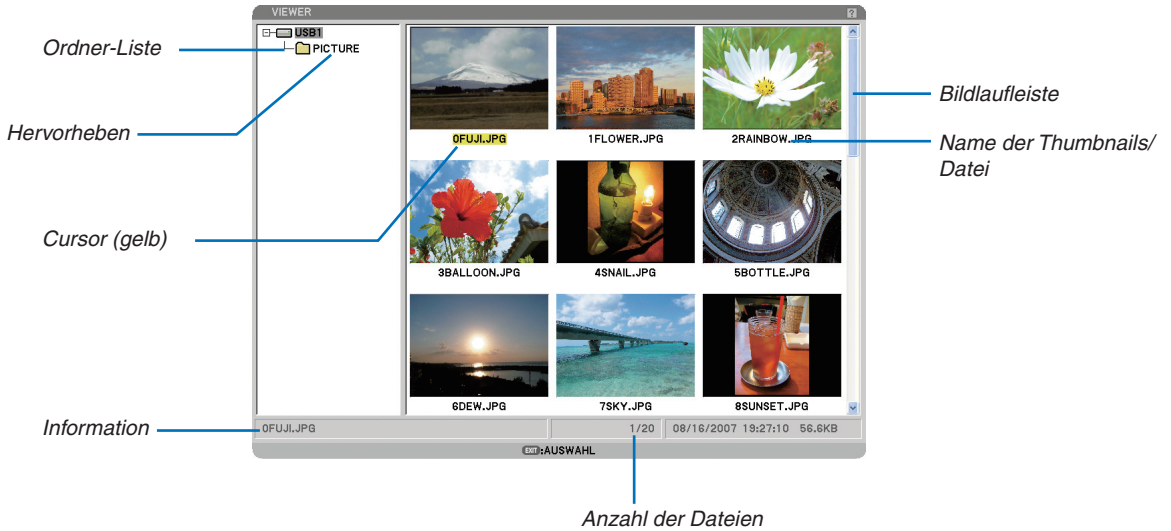 VIEWER
?
USB1
PICTURE
Ordner-Liste
Hervorheben
Cursor (gelb)
Information
Bildlaufleiste
Name der Thumbnails/
Datei
0FUJI.JPG
1FLOWER.JPG
2RAINBOW.JPG
3BALLOON.JPG
4SNAIL.JPG
5BOTTLE.JPG
6DEW.JPG
7SKY.JPG
8SUNSET.JPG
0FUJI.JPG
1/20
08/16/2007 19:27:10 56.6KB
EXIT:AUSWAHL
Anzahl der Dateien